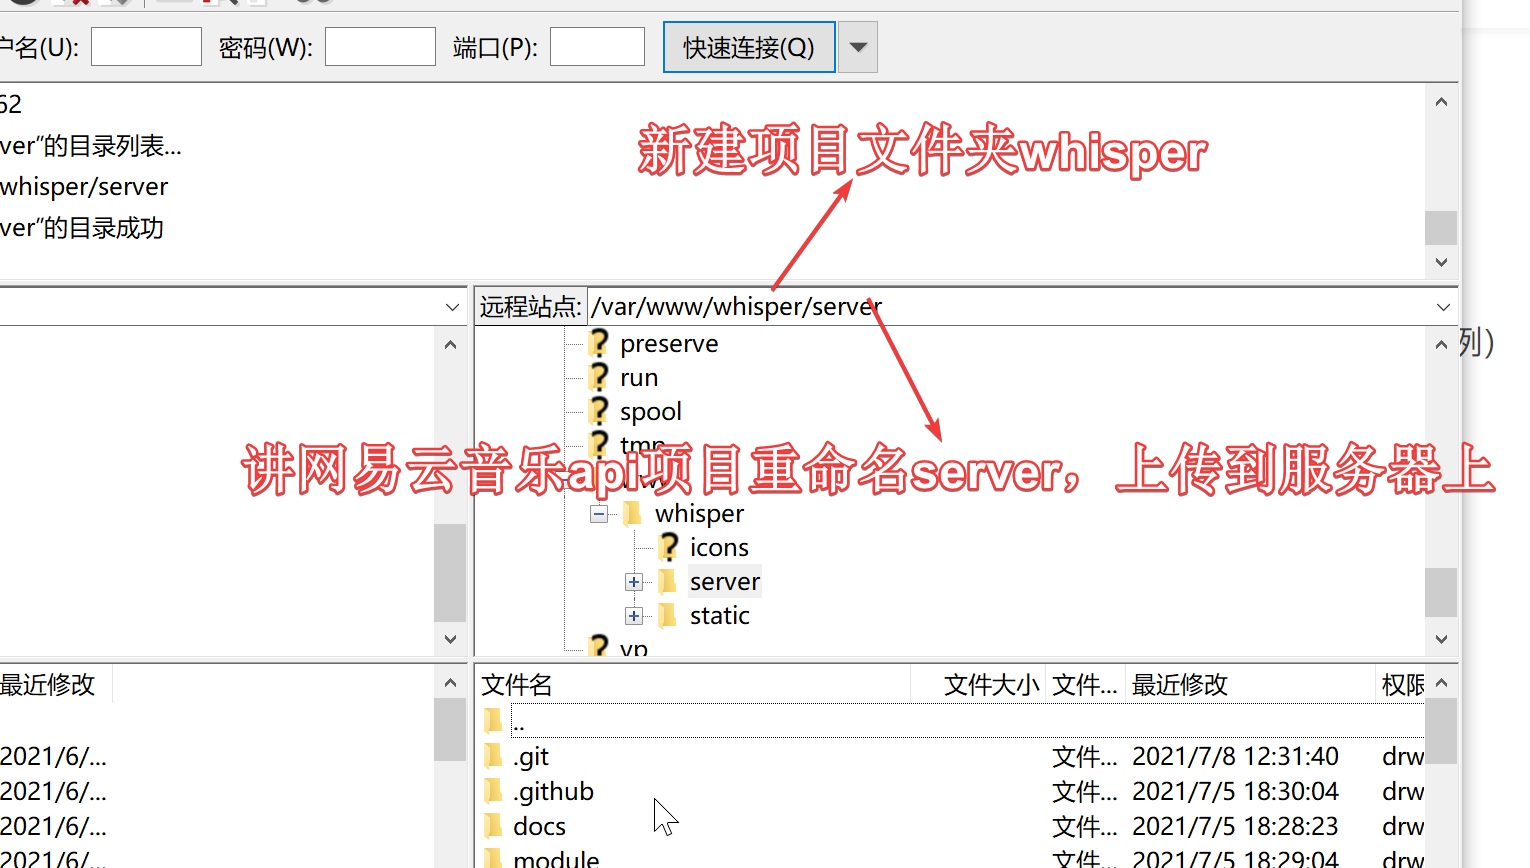 户名(U): 密码(W): 端口(P): 快速连接(Q)
62
ver”的目录列表...
whisper/server
ver”的目录成功
新建项目文件夹whisper
远程站点: /var/www/whisper/server
preserve
列）
run
spool
tmp
讲网易云音乐api项目重命名server，上传到服务器上
whisper
icons
server
static
yp
最近修改
文件名 文件大小 文件... 最近修改 权限
..
2021/6/... .git 文件... 2021/7/8 12:31:40 drw
2021/6/... .github 文件... 2021/7/5 18:30:04 drw
2021/6/... docs 文件... 2021/7/5 18:28:23 drw
2021/6/... module 文件... 2021/7/5 18:29:04 drw